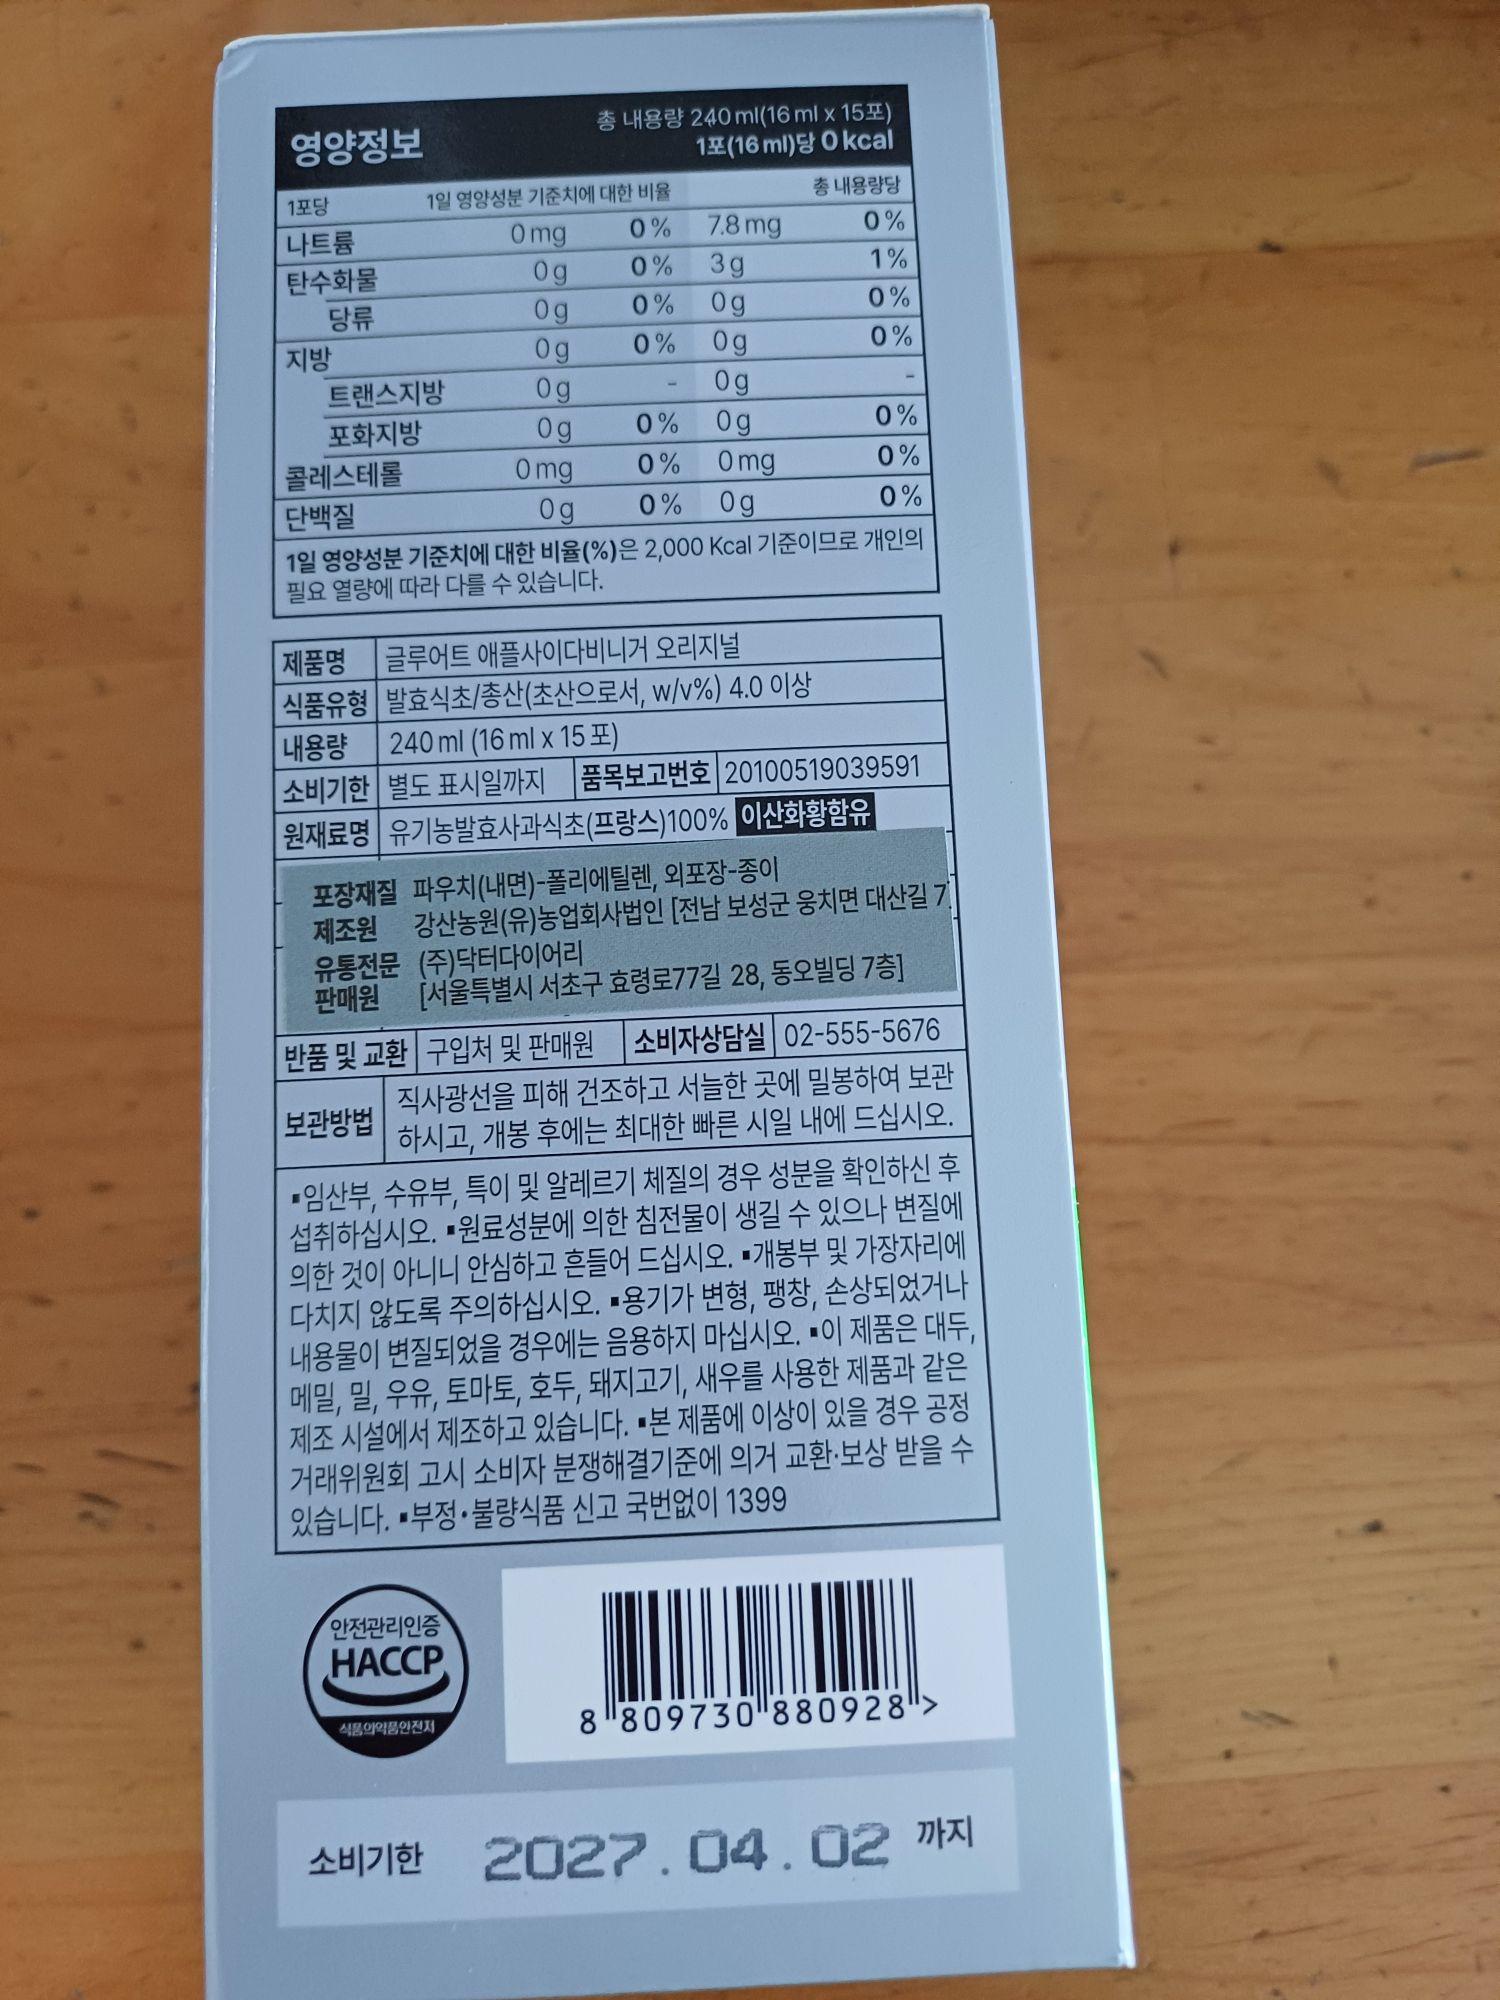 영양정보
총 내용량 240 ml(16 ml x 15포)
1포(16 ml)당 0 kcal
1포당 1일 영양성분 기준치에 대한 비율 총 내용량당
나트륨 0 mg 0 % 7.8 mg 0 %
탄수화물 0 g 0 % 3 g 1 %
당류 0 g 0 % 0 g 0 %
지방 0 g 0 % 0 g 0 %
트랜스지방 0 g - 0 g -
포화지방 0 g 0 % 0 g 0 %
콜레스테롤 0 mg 0 % 0 mg 0 %
단백질 0 g 0 % 0 g 0 %
1일 영양성분 기준치에 대한 비율(%)은 2,000 Kcal 기준이므로 개인의
필요 열량에 따라 다를 수 있습니다.
제품명 글루어트 애플사이다비니거 오리지널
식품유형 발효식초/총산(초산으로서, w/v%) 4.0 이상
내용량 240 ml (16 ml x 15 포)
소비기한 별도 표시일까지 품목보고번호 20100519039591
원재료명 유기농발효사과식초(프랑스)100% 이산화황함유
포장재질 파우치(내면)-폴리에틸렌, 외포장-종이
제조원 강산농원(유)농업회사법인 [전남 보성군 웅치면 대산길 7]
유통전문 (주)닥터다이어리
판매원 [서울특별시 서초구 효령로77길 28, 동오빌딩 7층]
반품 및 교환 구입처 및 판매원 소비자상담실 02-555-5676
보관방법 직사광선을 피해 건조하고 서늘한 곳에 밀봉하여 보관
하시고, 개봉 후에는 최대한 빠른 시일 내에 드십시오.
▪임산부, 수유부, 특이 및 알레르기 체질의 경우 성분을 확인하신 후
섭취하십시오. ▪원료성분에 의한 침전물이 생길 수 있으나 변질에
의한 것이 아니니 안심하고 흔들어 드십시오. ▪개봉부 및 가장자리에
다치지 않도록 주의하십시오. ▪용기가 변형, 팽창, 손상되었거나
내용물이 변질되었을 경우에는 음용하지 마십시오. ▪이 제품은 대두,
메밀, 밀, 우유, 토마토, 호두, 돼지고기, 새우를 사용한 제품과 같은
제조 시설에서 제조하고 있습니다. ▪본 제품에 이상이 있을 경우 공정
거래위원회 고시 소비자 분쟁해결기준에 의거 교환·보상 받을 수
있습니다. ▪부정·불량식품 신고 국번없이 1399
안전관리인증
HACCP
식품의약품안전처
8 809730 880928 >
소비기한 2027.04.02 까지